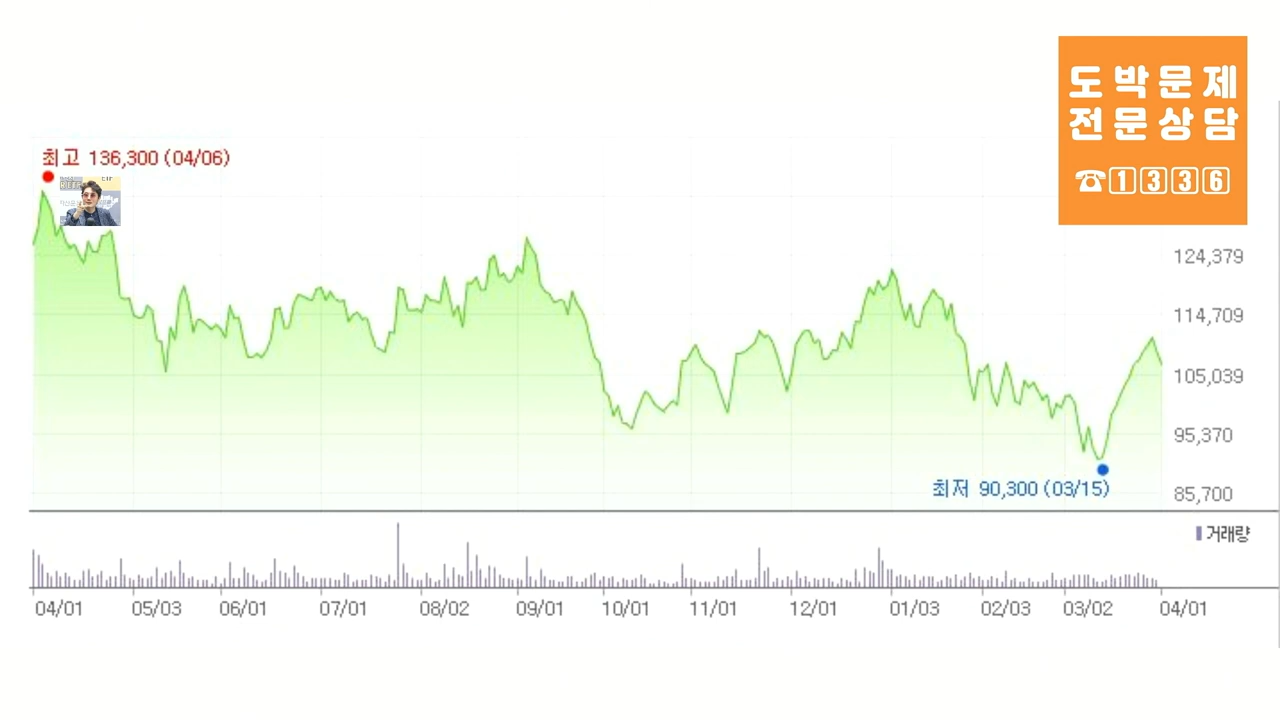 도박문제
전문상담
☎1336
최고 136,300 (04/06)
124,379
114,709
105,039
95,370
최저 90,300 (03/15)
85,700
거래량
04/01 05/03 06/01 07/01 08/02 09/01 10/01 11/01 12/01 01/03 02/03 03/02 04/01